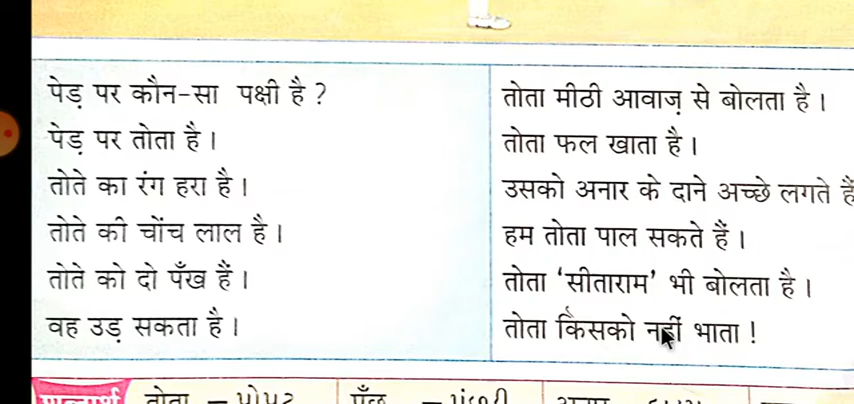 पेड़ पर कौन-सा पक्षी है ?
पेड़ पर तोता है।
तोते का रंग हरा है।
तोते की चोंच लाल है।
तोते को दो पँख हैं।
वह उड़ सकता है।
तोता मीठी आवाज़ से बोलता है।
तोता फल खाता है।
उसको अनार के दाने अच्छे लगते हैं
हम तोता पाल सकते हैं।
तोता ‘सीताराम’ भी बोलता है।
तोता किसको नहीं भाता !
तोता –